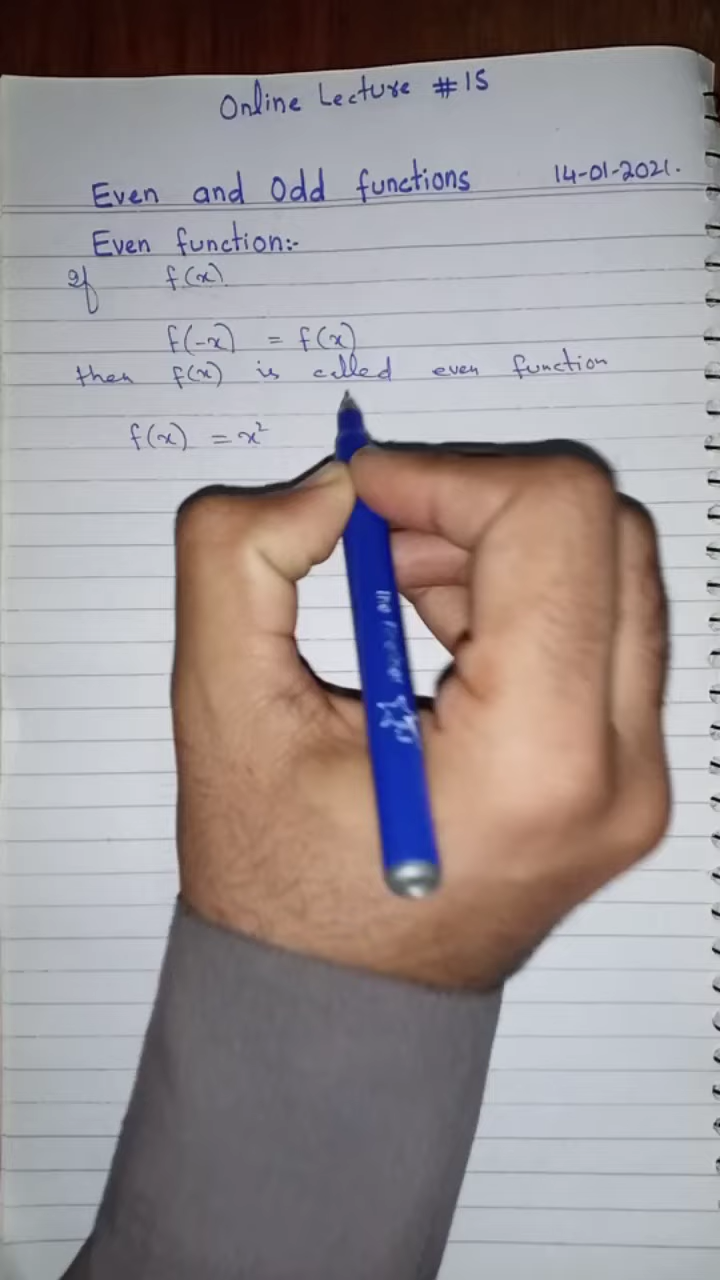 Online Lecture #15
Even and Odd functions 14-01-2021.
Even function:-
If f(x)
f(-x) = f(x)
then f(x) is called even function
f(x) = x²